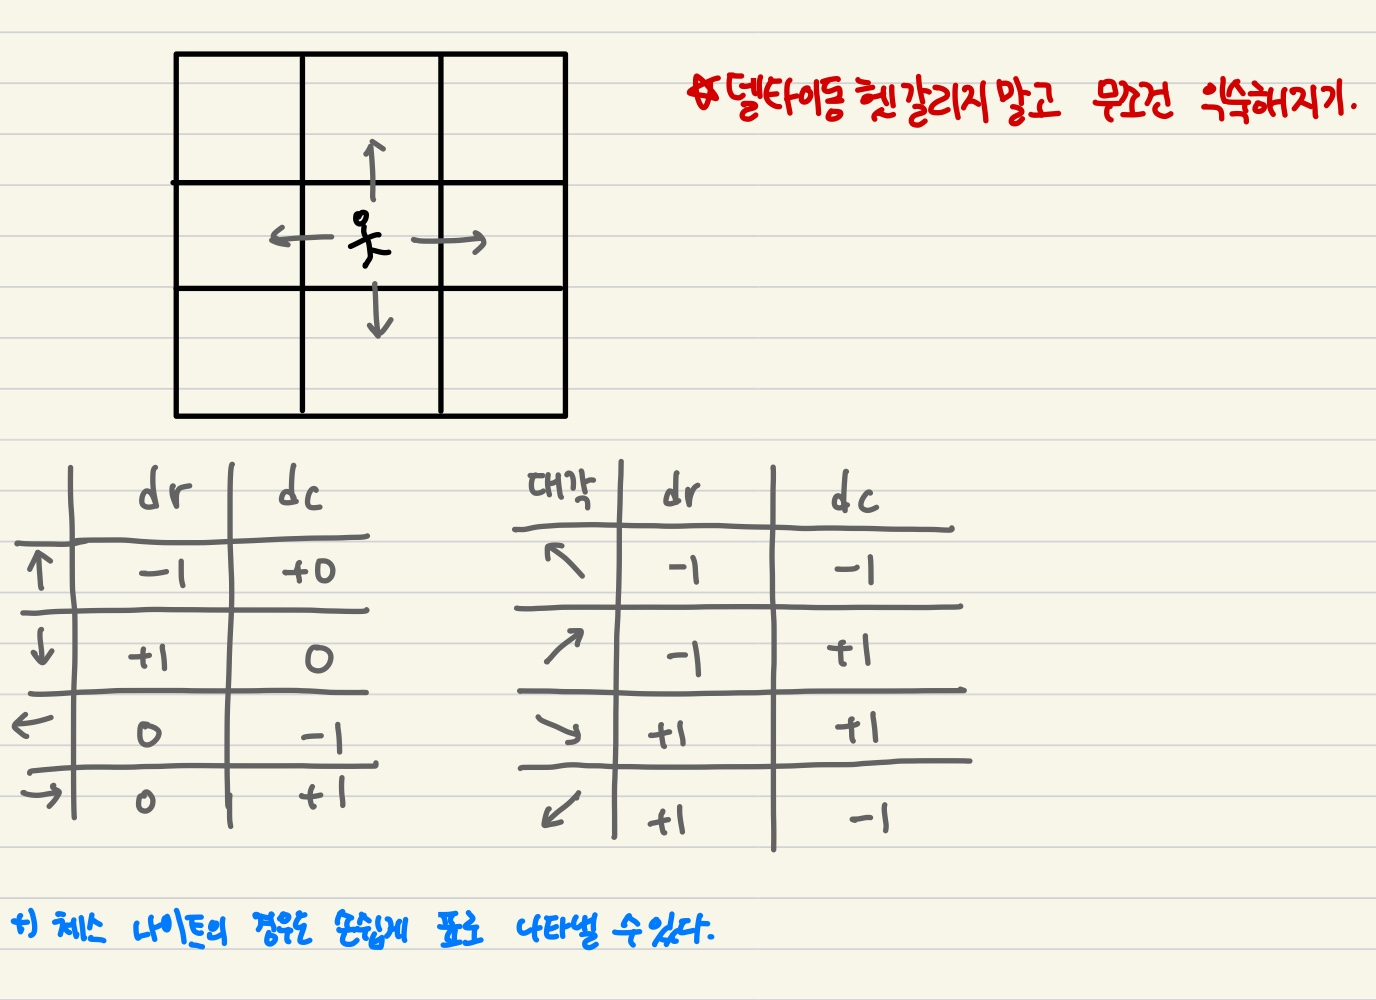 ☆ 델타이동 헷갈리지 말고 무조건 익숙해지기.
dr dc
↑ -1 +0
↓ +1 0
← 0 -1
→ 0 +1
대각 dr dc
↖ -1 -1
↗ -1 +1
↘ +1 +1
↙ +1 -1
+) 체스 나이트의 경우도 손쉽게 표로 나타낼 수 있다.